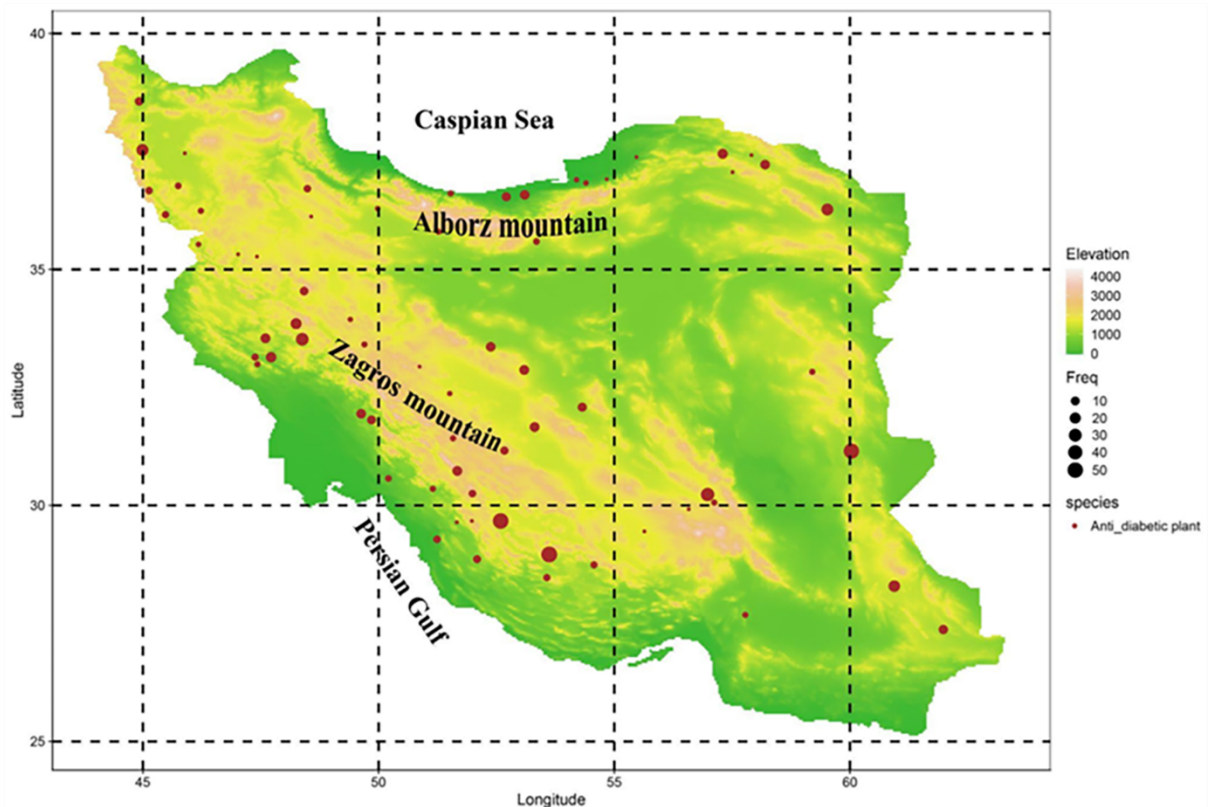 40
35
30
25
Latitude
45
50
55
60
Longitude
Caspian Sea
Alborz mountain
Zagros mountain
Persian Gulf
Elevation
4000
3000
2000
1000
0
Freq
10
20
30
40
50
species
Anti_diabetic plant